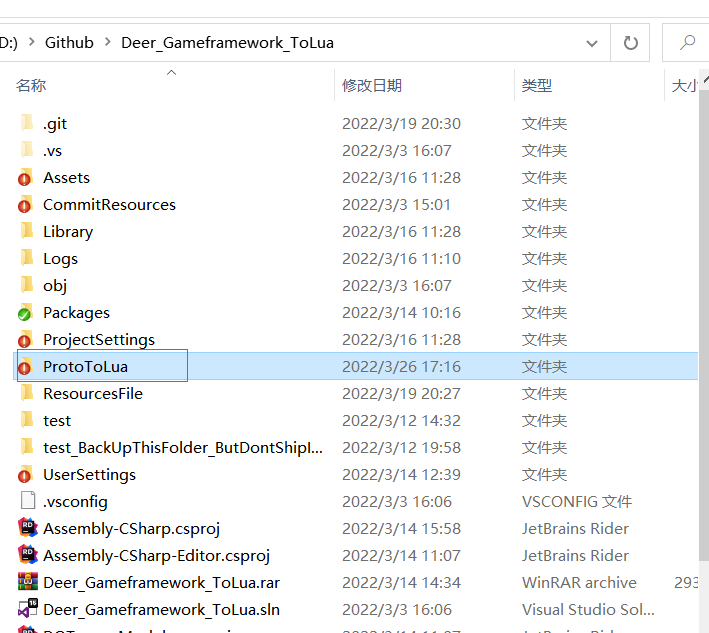 D:) > Github > Deer_Gameframework_ToLua
名称 修改日期 类型 大小
.git 2022/3/19 20:30 文件夹
.vs 2022/3/3 16:07 文件夹
Assets 2022/3/16 11:28 文件夹
CommitResources 2022/3/3 15:01 文件夹
Library 2022/3/16 11:28 文件夹
Logs 2022/3/16 11:10 文件夹
obj 2022/3/3 16:07 文件夹
Packages 2022/3/14 10:16 文件夹
ProjectSettings 2022/3/16 11:28 文件夹
ProtoToLua 2022/3/26 17:16 文件夹
ResourcesFile 2022/3/19 20:27 文件夹
test 2022/3/12 14:32 文件夹
test_BackUpThisFolder_ButDontShipI... 2022/3/12 19:58 文件夹
UserSettings 2022/3/14 12:39 文件夹
.vsconfig 2022/3/3 16:06 VSCONFIG 文件
Assembly-CSharp.csproj 2022/3/14 15:58 JetBrains Rider
Assembly-CSharp-Editor.csproj 2022/3/14 11:07 JetBrains Rider
Deer_Gameframework_ToLua.rar 2022/3/14 14:34 WinRAR archive 293
Deer_Gameframework_ToLua.sln 2022/3/3 16:06 Visual Studio Sol...